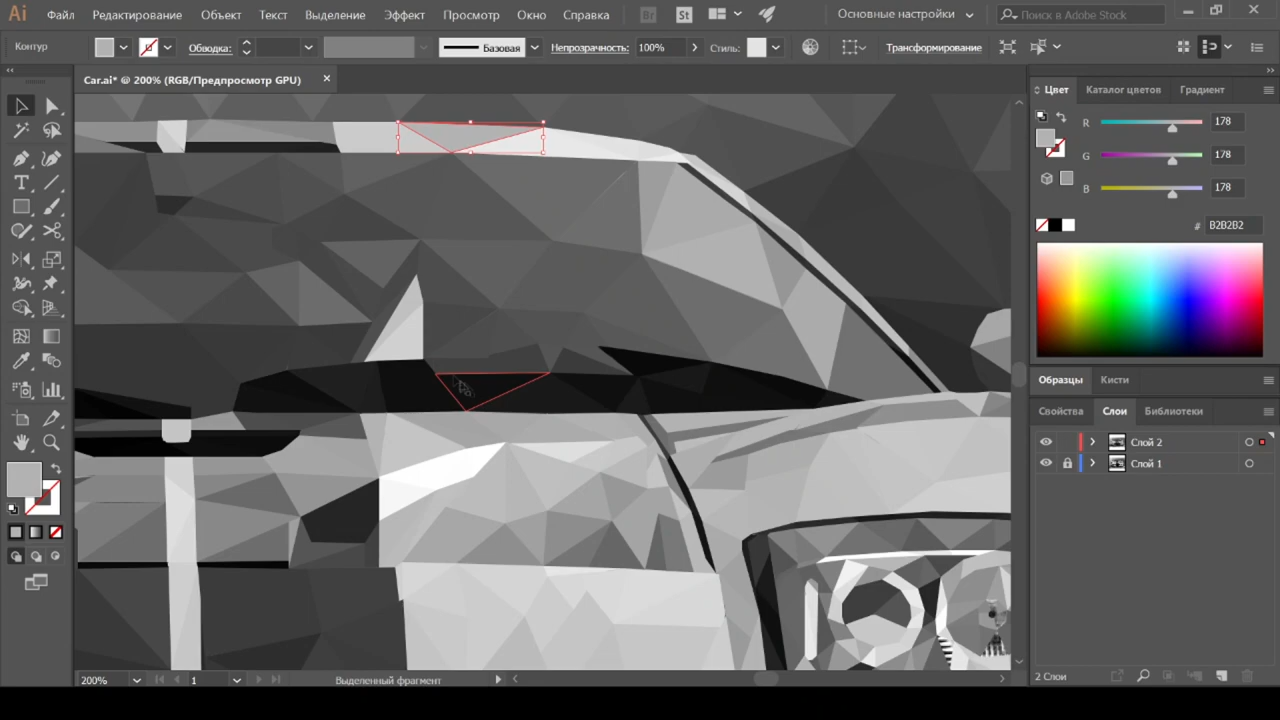 Ai Файл Редактирование Объект Текст Выделение Эффект Просмотр Окно Справка Br St Основные настройки Поиск в Adobe Stock
Контур Обводка: Базовая Непрозрачность: 100% Стиль: Трансформирование
Car.ai* @ 200% (RGB/Предпросмотр GPU)
Цвет Каталог цветов Градиент
R 178
G 178
B 178
# B2B2B2
Образцы Кисти
Свойства Слои Библиотеки
Слой 2
Слой 1
200% 1 Выделенный фрагмент 2 Слои